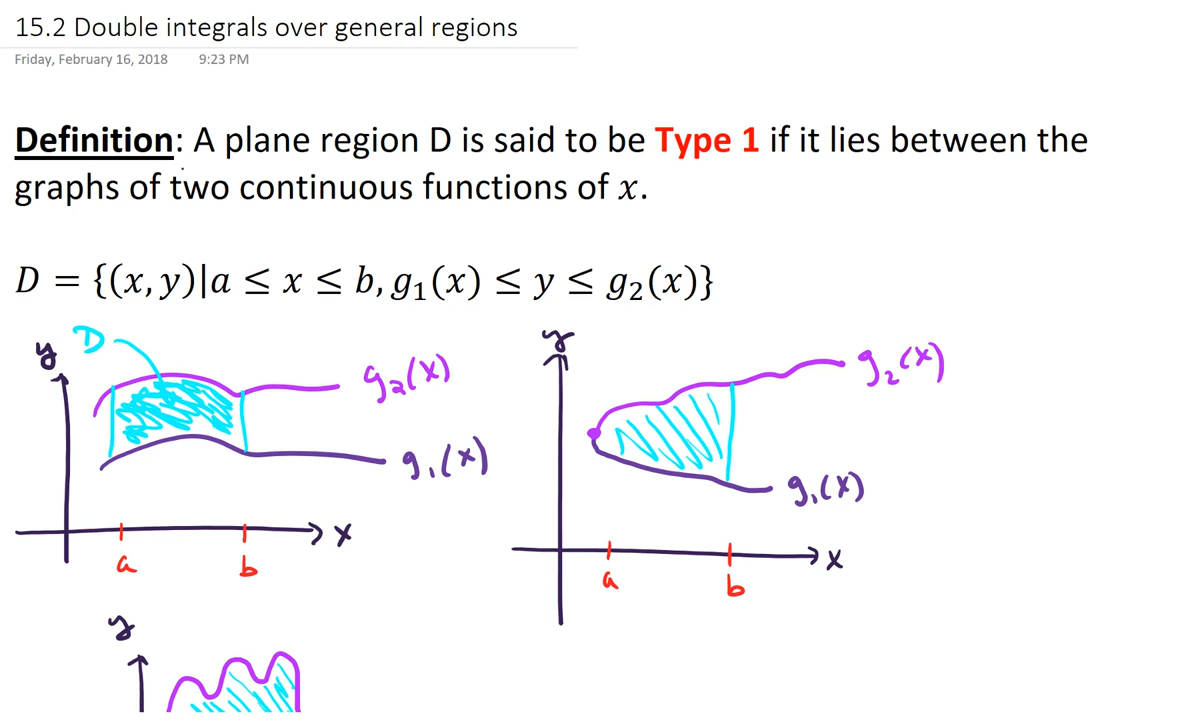 15.2 Double integrals over general regions
Friday, February 16, 2018 9:23 PM
Definition: A plane region D is said to be Type 1 if it lies between the
graphs of two continuous functions of x.
D = {(x, y)|a ≤ x ≤ b, g₁(x) ≤ y ≤ g₂(x)}
y D g₂(x)
g₁(x)
x
a b
y g₂(x)
g₁(x)
x
a b
y